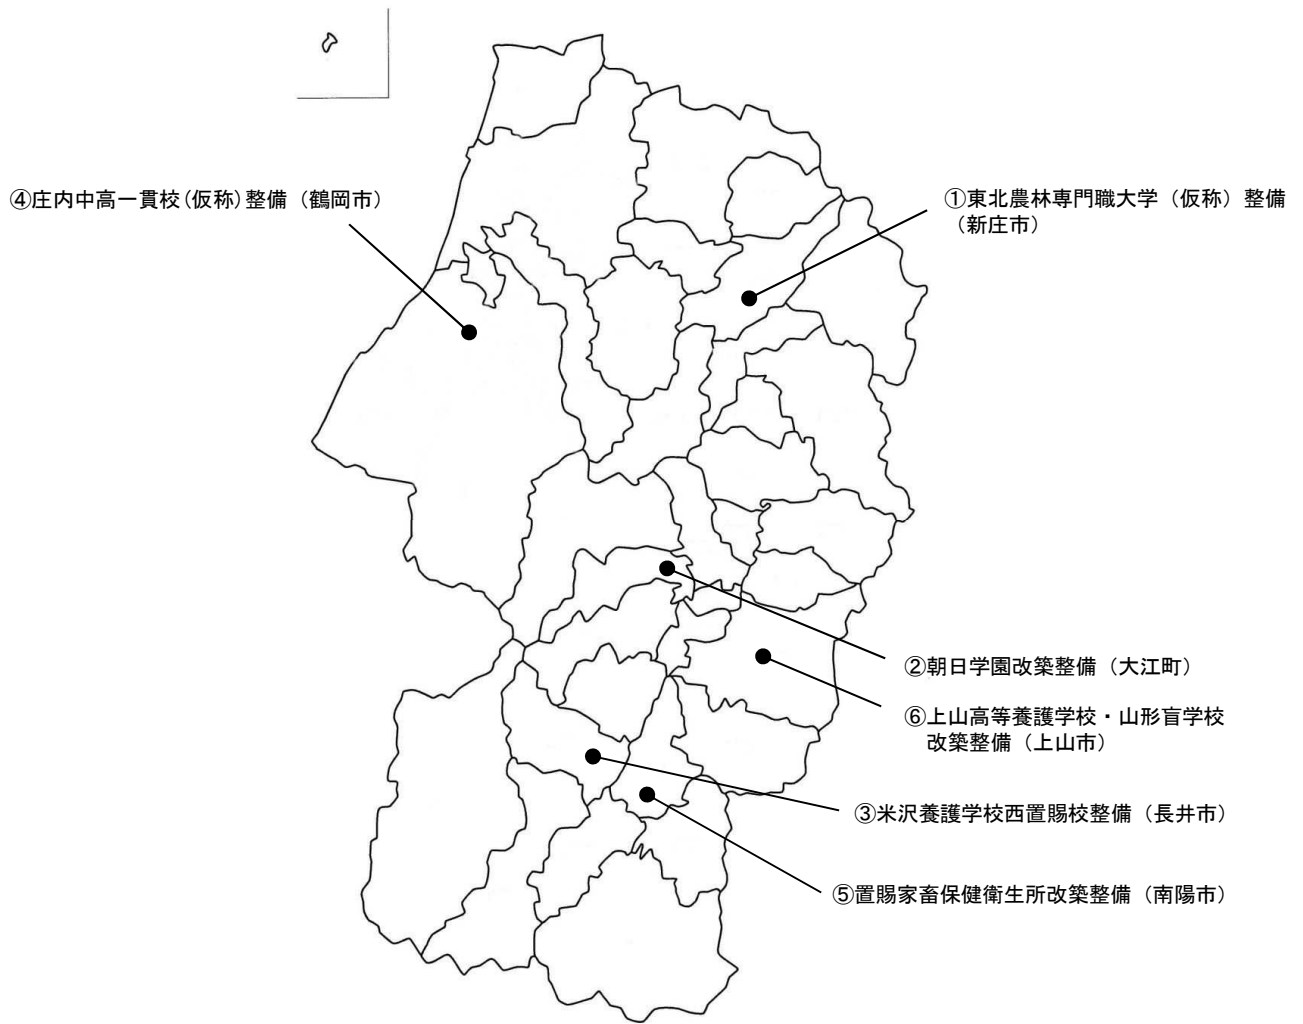 ④庄内中高一貫校(仮称)整備（鶴岡市）
①東北農林専門職大学（仮称）整備
（新庄市）
②朝日学園改築整備（大江町）
⑥上山高等養護学校・山形盲学校
改築整備（上山市）
③米沢養護学校西置賜校整備（長井市）
⑤置賜家畜保健衛生所改築整備（南陽市）